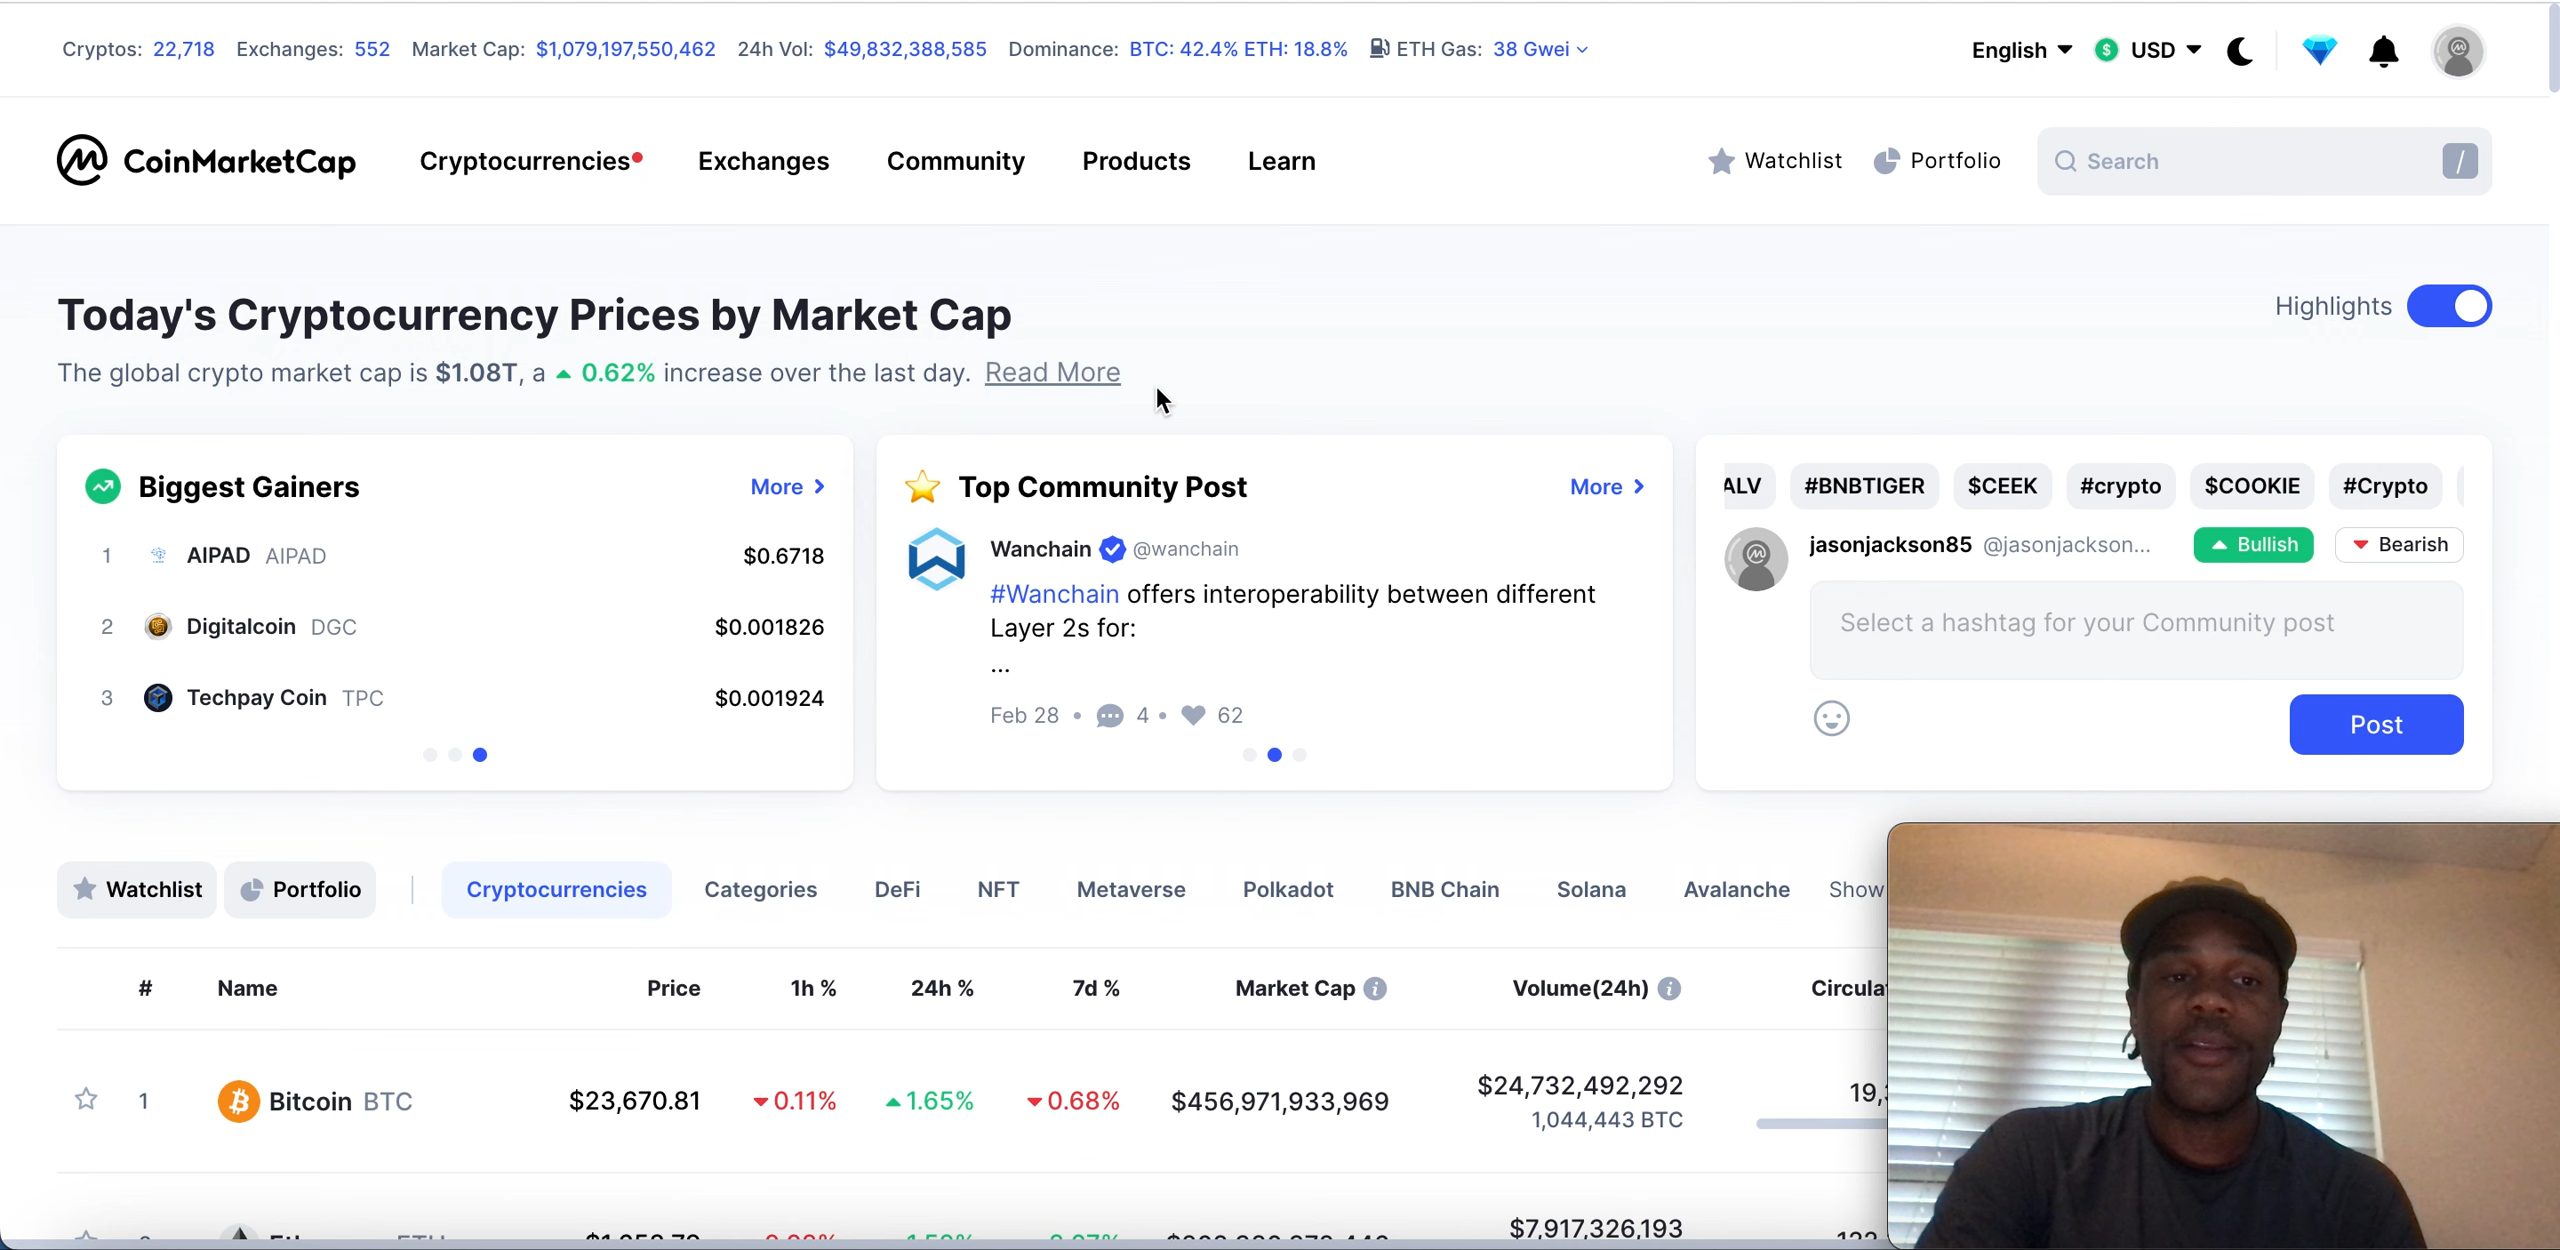 Cryptos: 22,718 Exchanges: 552 Market Cap: $1,079,197,550,462 24h Vol: $49,832,388,585 Dominance: BTC: 42.4% ETH: 18.8% ETH Gas: 38 Gwei English USD
CoinMarketCap Cryptocurrencies Exchanges Community Products Learn Watchlist Portfolio Search /
Today's Cryptocurrency Prices by Market Cap
Highlights
The global crypto market cap is $1.08T, a 0.62% increase over the last day. Read More
Biggest Gainers More
1 AIPAD AIPAD $0.6718
2 Digitalcoin DGC $0.001826
3 Techpay Coin TPC $0.001924
Top Community Post More
Wanchain @wanchain
#Wanchain offers interoperability between different
Layer 2s for:
...
Feb 28 • 4 • 62
ALV #BNBTIGER $CEEK #crypto $COOKIE #Crypto
jasonjackson85 @jasonjackson... Bullish Bearish
Select a hashtag for your Community post
Post
Watchlist Portfolio Cryptocurrencies Categories DeFi NFT Metaverse Polkadot BNB Chain Solana Avalanche Show
# Name Price 1h % 24h % 7d % Market Cap Volume(24h) Circula
1 Bitcoin BTC $23,670.81 0.11% 1.65% 0.68% $456,971,933,969 $24,732,492,292 19,
1,044,443 BTC
$7,917,326,193